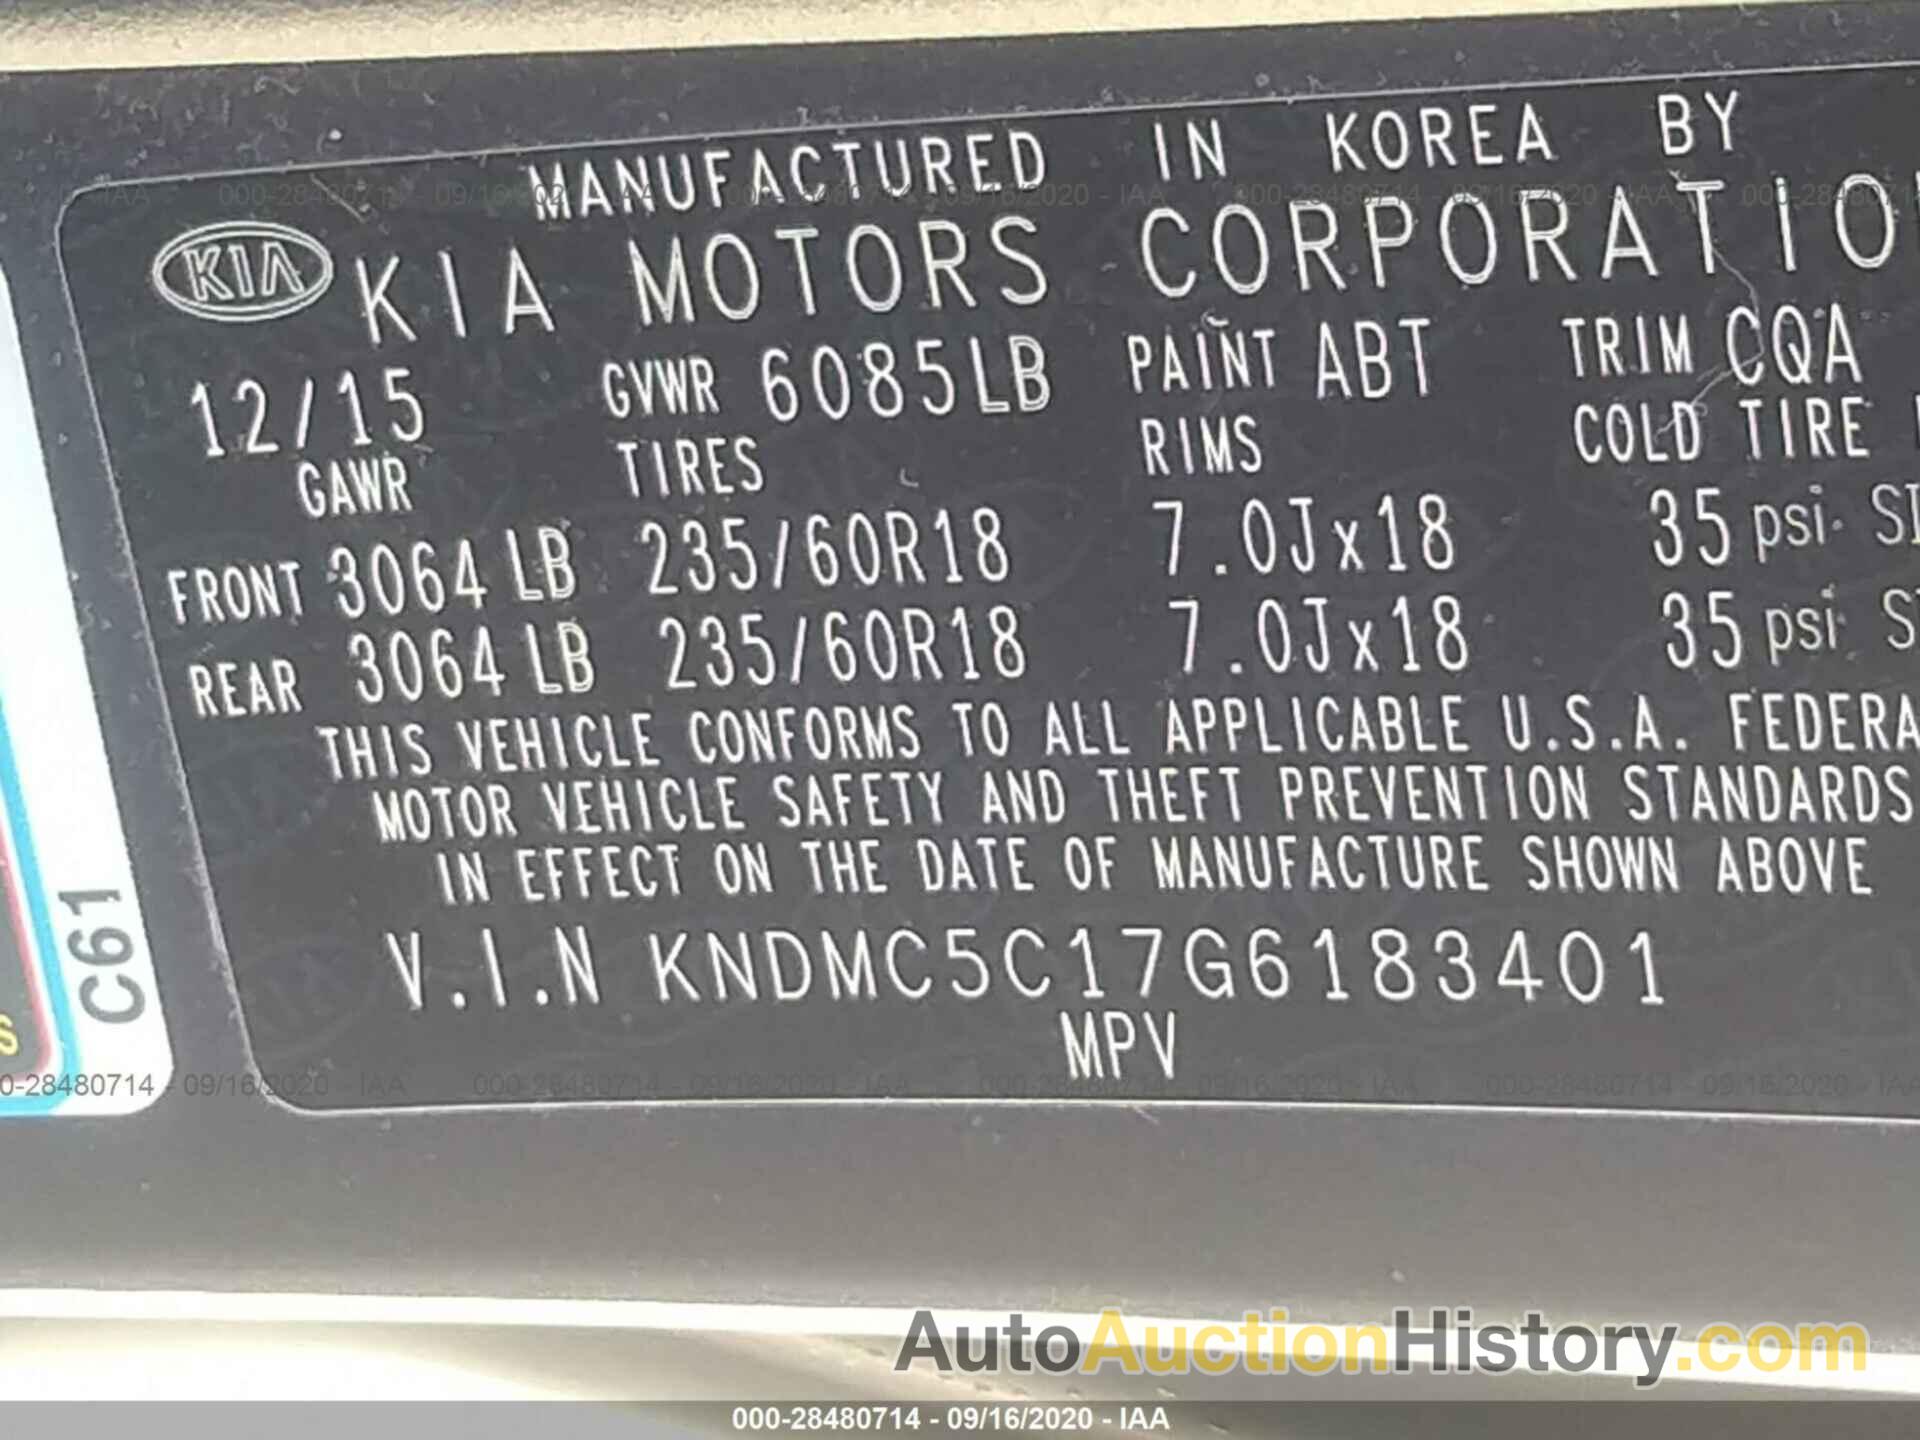 MANUFACTURED IN KOREA BY
KIA KIA MOTORS CORPORATIO
12/15 GVWR 6085LB PAINT ABT TRIM CQA
GAWR TIRES RIMS COLD TIRE
FRONT 3064 LB 235/60R18 7.0Jx18 35 psi
REAR 3064 LB 235/60R18 7.0Jx18 35 psi
THIS VEHICLE CONFORMS TO ALL APPLICABLE U.S.A. FEDERA
MOTOR VEHICLE SAFETY AND THEFT PREVENTION STANDARDS
IN EFFECT ON THE DATE OF MANUFACTURE SHOWN ABOVE
V.I.N KNDMC5C17G6183401
MPV
C61
AutoAuctionHistory.com
000-28480714 - 09/16/2020 - IAA